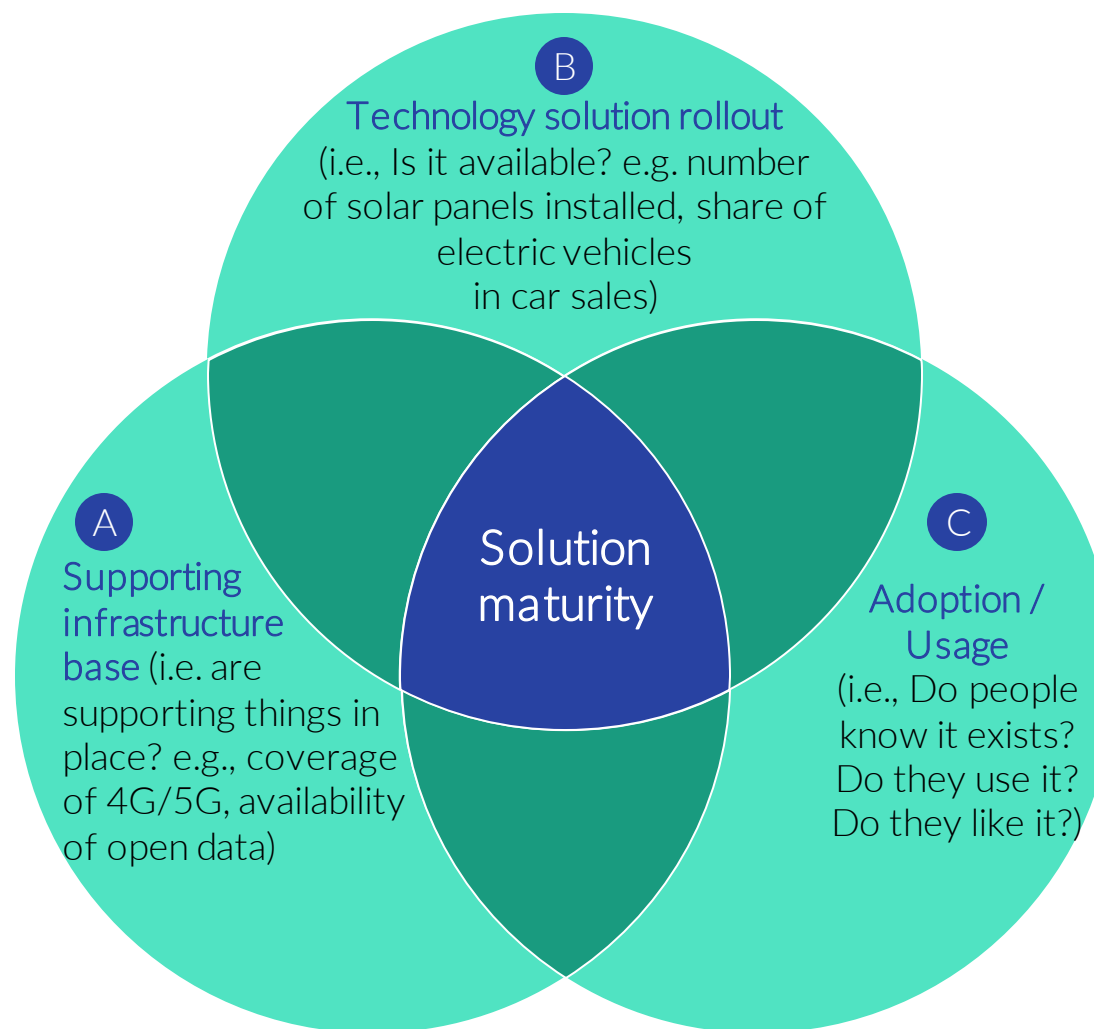 B
Technology solution rollout
(i.e., Is it available? e.g. number
of solar panels installed, share of
electric vehicles
in car sales)
A
Supporting
infrastructure
base (i.e. are
supporting things in
place? e.g., coverage
of 4G/5G, availability
of open data)
Solution
maturity
C
Adoption /
Usage
(i.e., Do people
know it exists?
Do they use it?
Do they like it?)